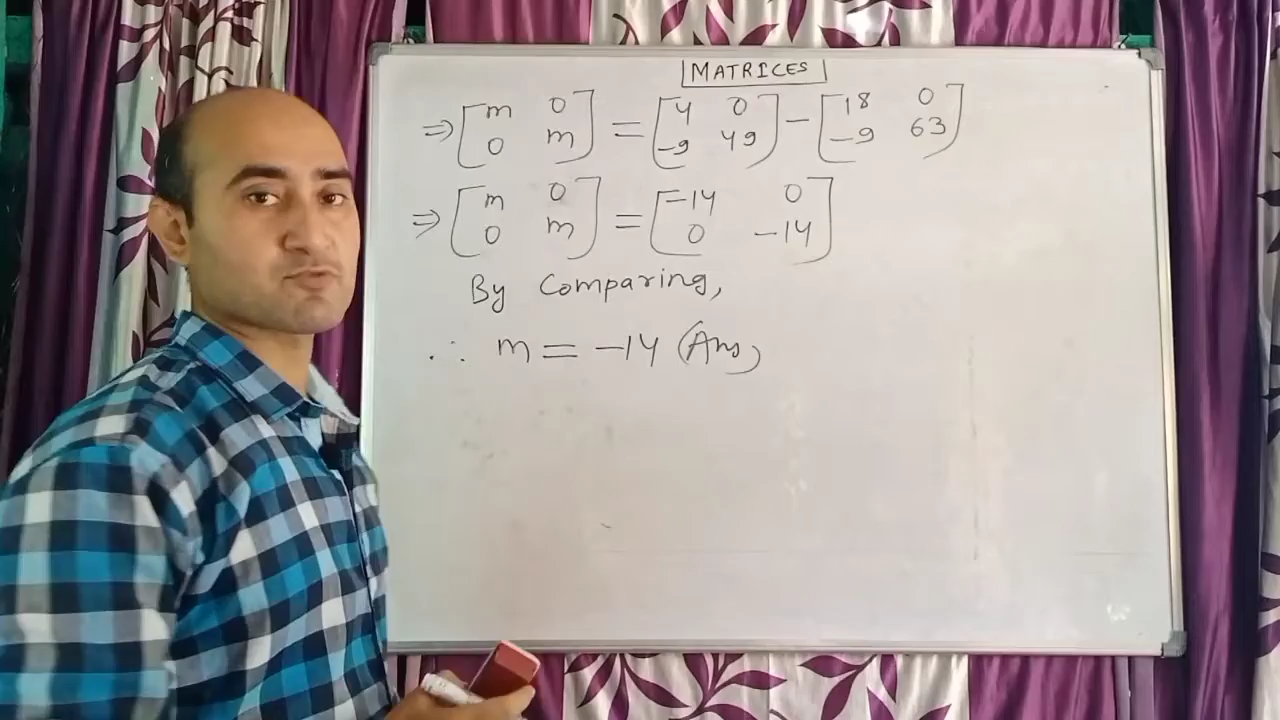 MATRICES
⇒ [m 0 0 m] = [4 0 -9 49] - [18 0 -9 63]
⇒ [m 0 0 m] = [-14 0 0 -14]
By Comparing,
∴ m = -14 (Ans)